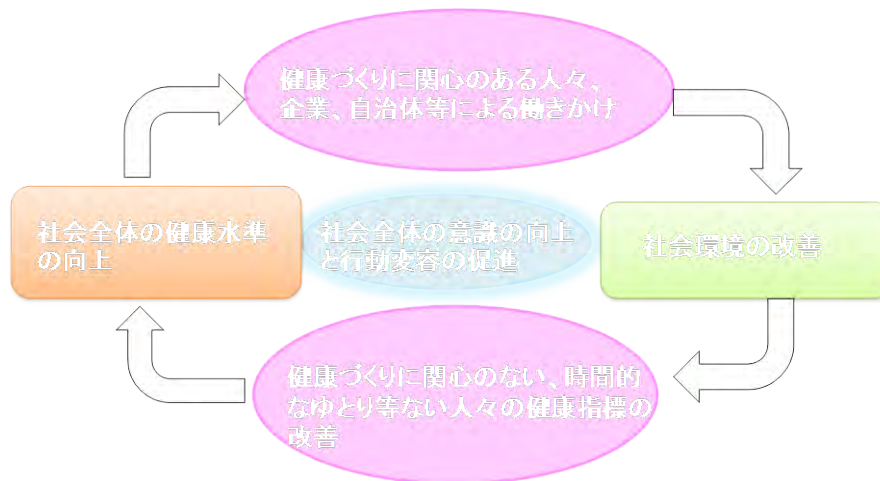 健康づくりに関心のある人々、
企業、自治体等による働きかけ
社会全体の健康水準
の向上
社会全体の意識の向上
と行動変容の促進
社会環境の改善
健康づくりに関心のない、時間的
なゆとり等ない人々の健康指標の
改善